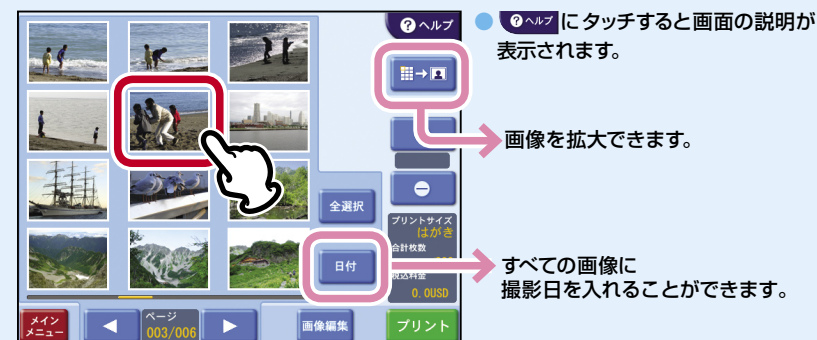 ? ヘルプ
● ? ヘルプ にタッチすると画面の説明が
表示されます。
画像を拡大できます。
全選択
プリントサイズ
はがき
合計枚数
日付
税込料金
0.0USD
すべての画像に
撮影日を入れることができます。
メイン
メニュー
ページ
003/006
画像編集
プリント